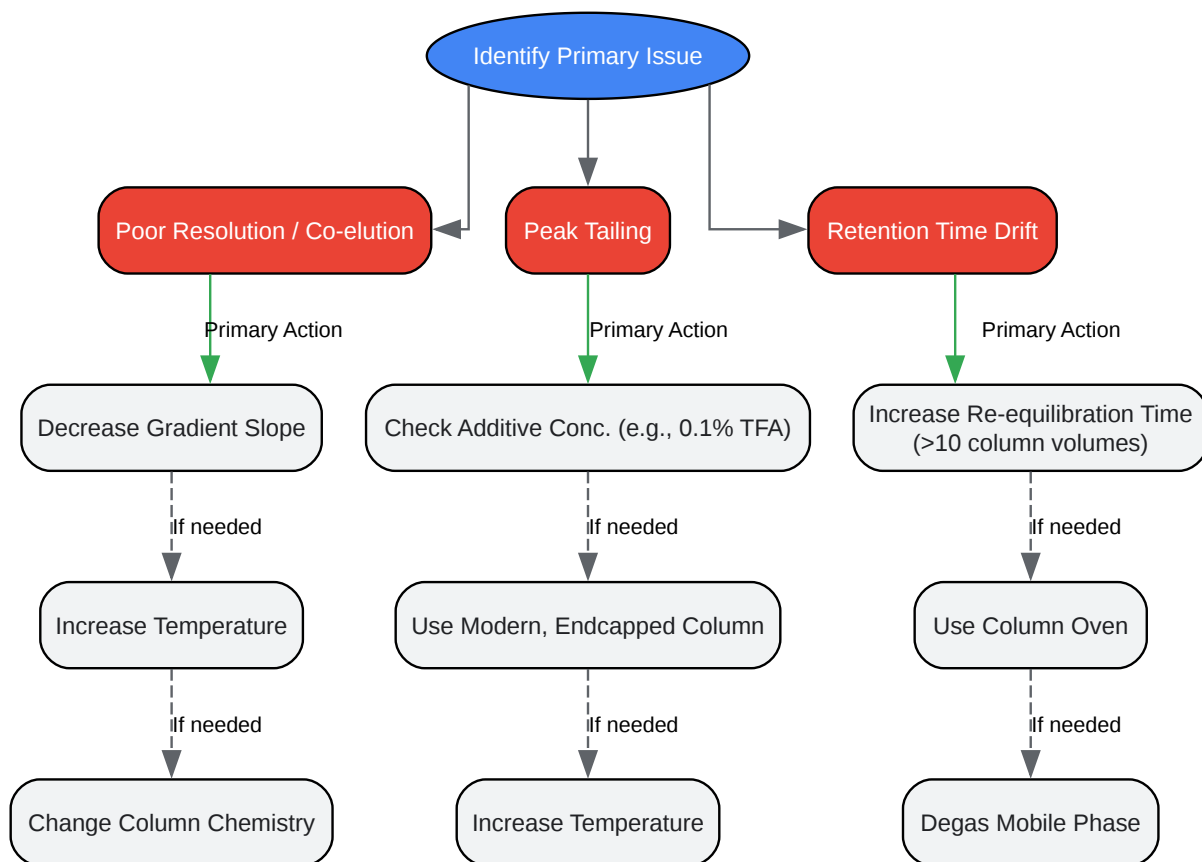 Identify Primary Issue
Poor Resolution / Co-elution
Peak Tailing
Retention Time Drift
Primary Action
Primary Action
Primary Action
Decrease Gradient Slope
Check Additive Conc. (e.g., 0.1% TFA)
Increase Re-equilibration Time
(>10 column volumes)
If needed
If needed
If needed
Increase Temperature
Use Modern, Endcapped Column
Use Column Oven
If needed
If needed
If needed
Change Column Chemistry
Increase Temperature
Degas Mobile Phase